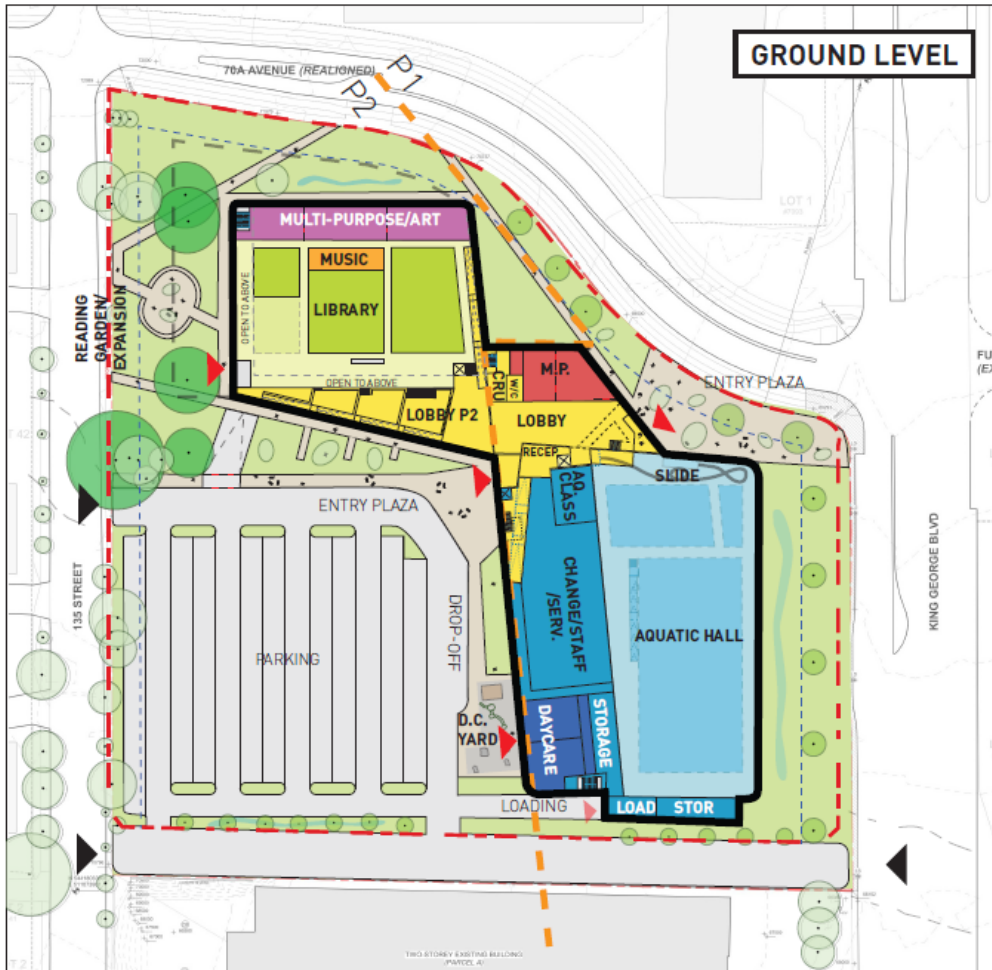 GROUND LEVEL
70A AVENUE (REALIGNED)
P1
P2
LOT 1
MULTI-PURPOSE/ART
MUSIC
LIBRARY
OPEN TO ABOVE
OPEN TO ABOVE
READING
GARDEN/
EXPANSION
CRU
W/C
M.P.
ENTRY PLAZA
LOBBY P2
LOBBY
RECEP.
SLIDE
AQ.
CLASS
ENTRY PLAZA
CHANGE/STAFF
/SERV.
AQUATIC HALL
135 STREET
KING GEORGE BLVD
DROP-OFF
PARKING
D.C.
YARD
DAYCARE
STORAGE
LOADING
LOAD
STOR
TWO STOREY EXISTING BUILDING
(PARCEL A)